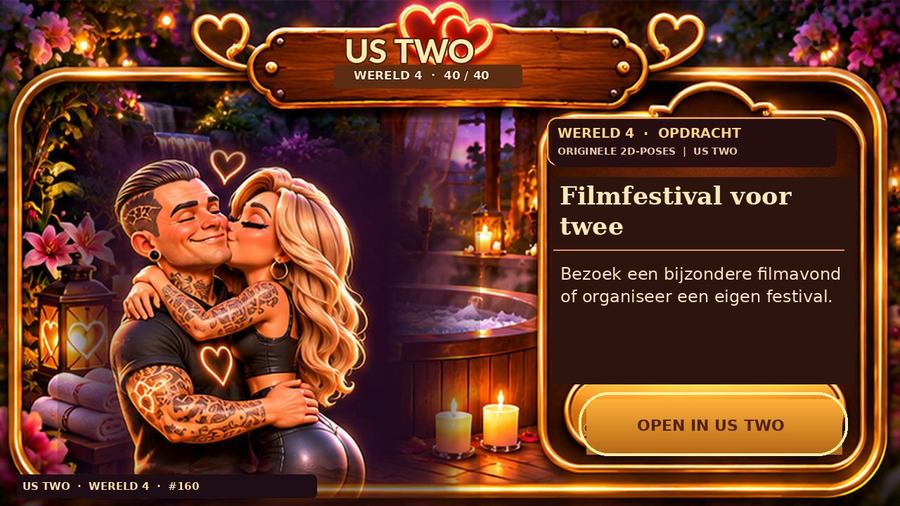 US TWO
WERELD 4 · 40 / 40
WERELD 4 · OPDRACHT
ORIGINELE 2D-POSES | US TWO
Filmfestival voor
twee
Bezoek een bijzondere filmavond
of organiseer een eigen festival.
OPEN IN US TWO
US TWO · WERELD 4 · #160